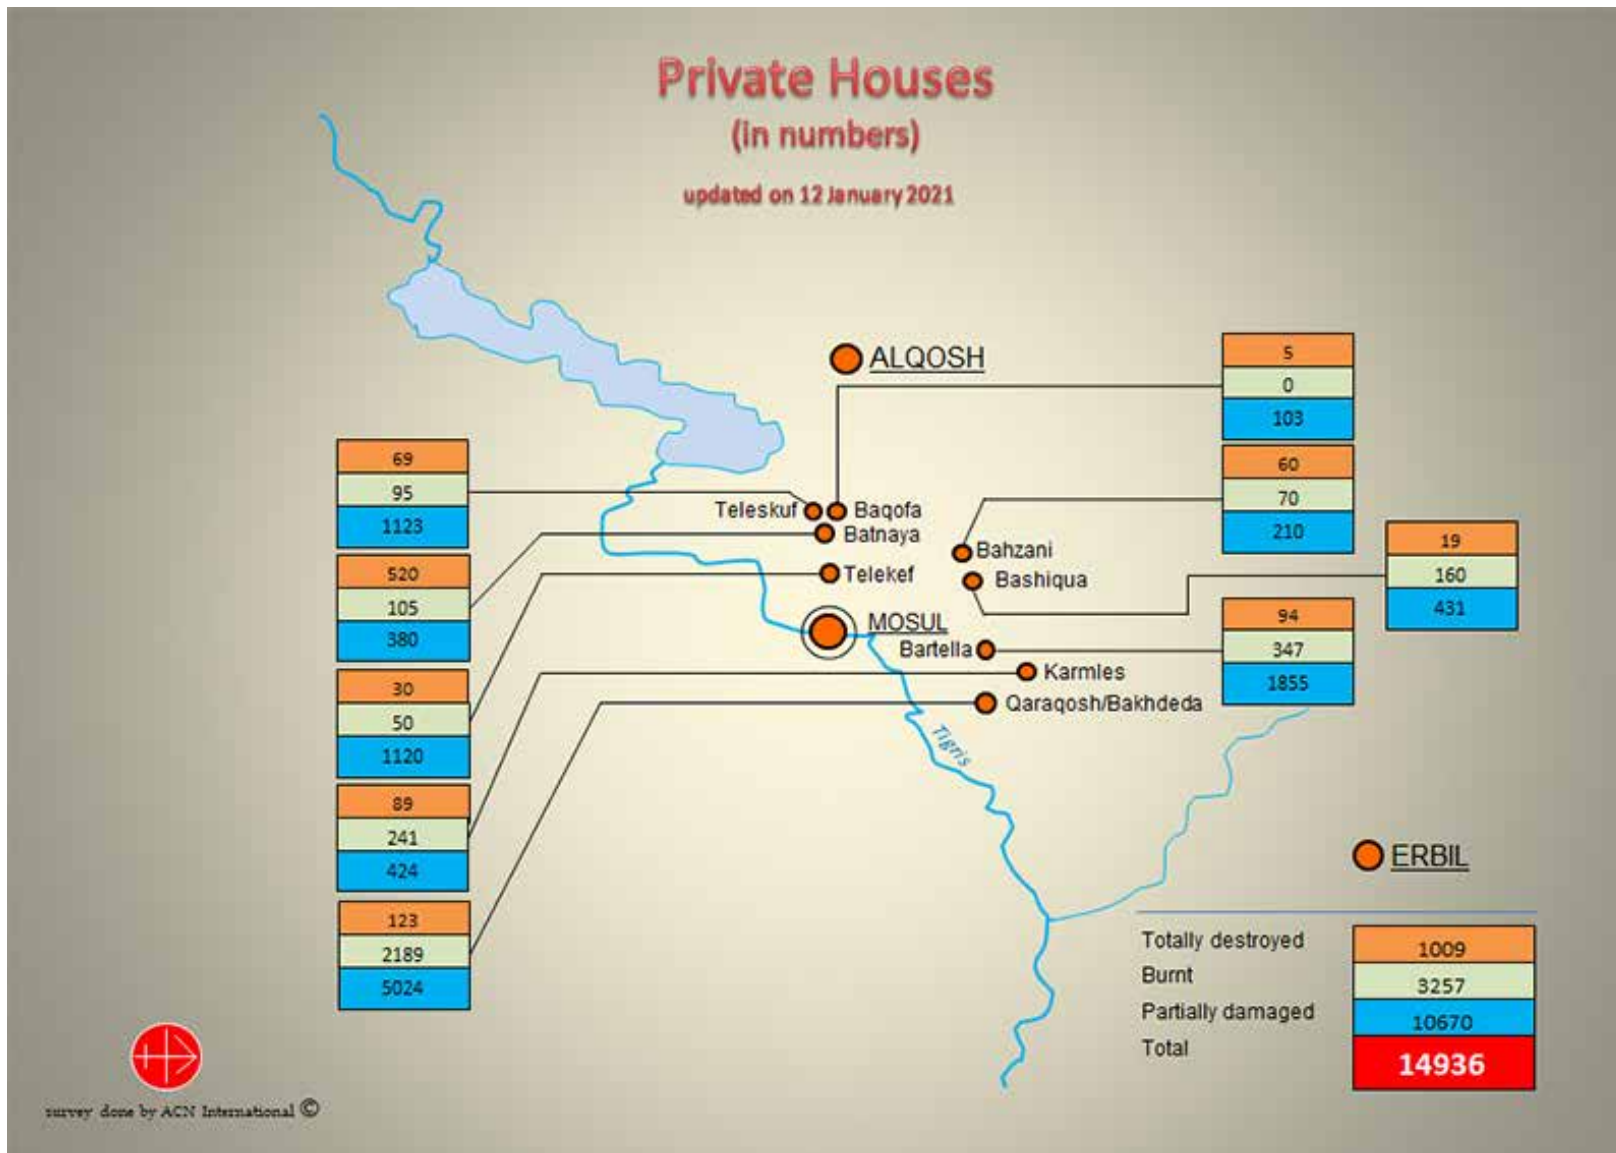 Private Houses
(in numbers)
updated on 12 January 2021
ALQOSH
5
0
103
69
95
1123
60
70
210
Teleskuf
Baqofa
Batnaya
Bahzani
19
160
431
520
105
380
Telekef
Bashiqua
MOSUL
94
347
1855
Bartella
Karmles
Qaraqosh/Bakhdeda
30
50
1120
Tigris
89
241
424
ERBIL
123
2189
5024
Totally destroyed 1009
Burnt 3257
Partially damaged 10670
Total 14936
survey done by ACN International ©